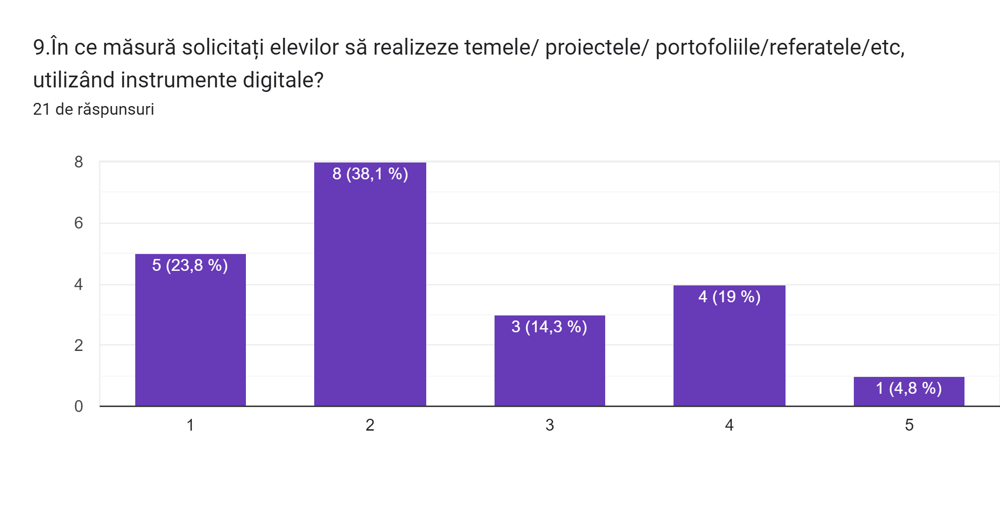 9.În ce măsură solicitați elevilor să realizeze temele/ proiectele/ portofoliile/referatele/etc,
utilizând instrumente digitale?
21 de răspunsuri
8
8 (38,1 %)
6
5 (23,8 %)
4
4 (19 %)
3 (14,3 %)
2
1 (4,8 %)
0
1 2 3 4 5